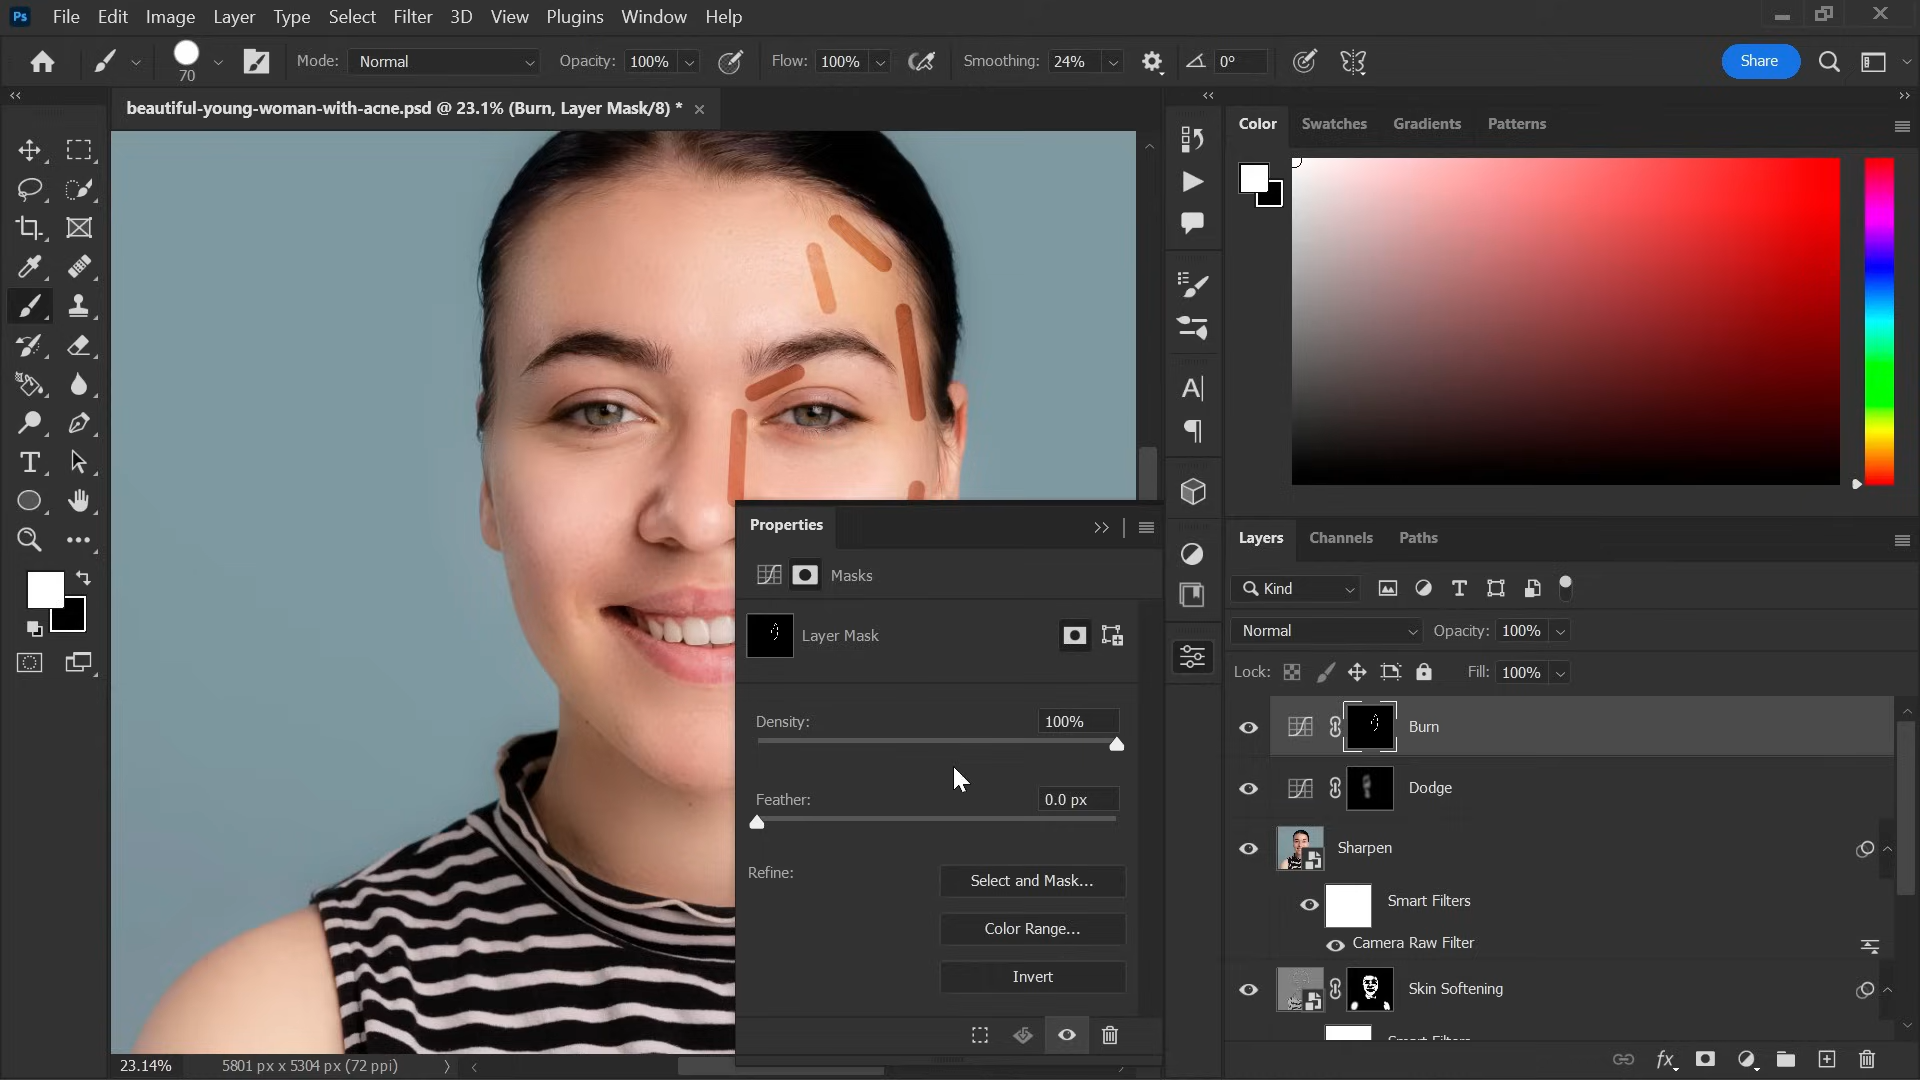 Ps File Edit Image Layer Type Select Filter 3D View Plugins Window Help
70 Mode: Normal Opacity: 100% Flow: 100% Smoothing: 24% 0° Share
beautiful-young-woman-with-acne.psd @ 23.1% (Burn, Layer Mask/8) *
Color Swatches Gradients Patterns
Properties
Masks
Layer Mask
Density: 100%
Feather: 0.0 px
Refine: Select and Mask...
Color Range...
Invert
Layers Channels Paths
Kind
Normal Opacity: 100%
Lock: Fill: 100%
Burn
Dodge
Sharpen
Smart Filters
Camera Raw Filter
Skin Softening
23.14% 5801 px x 5304 px (72 ppi)
fx